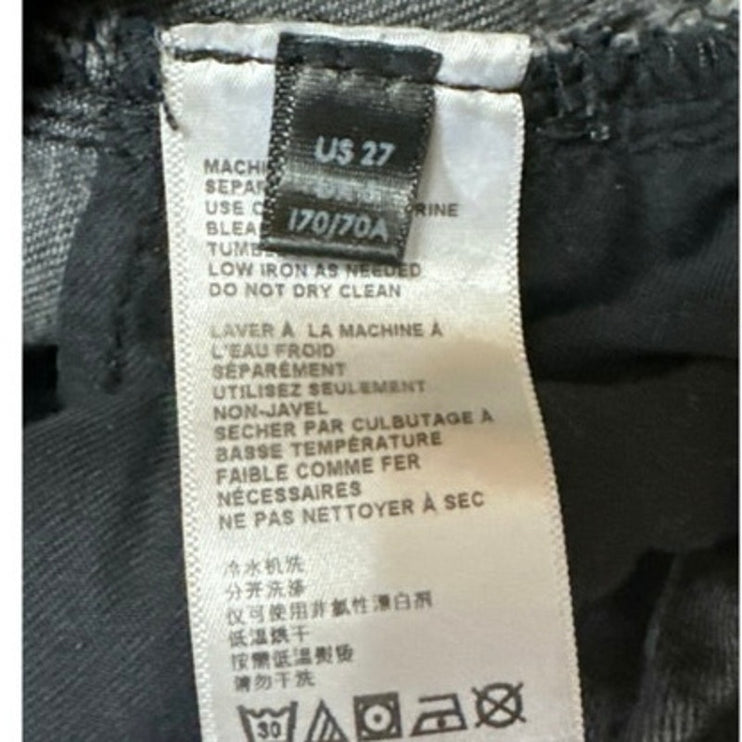 US 27
170/70A
MACHI
SEPAR
USE C RINE
BLEA
TUMB
LOW IRON AS NEEDED
DO NOT DRY CLEAN
LAVER À LA MACHINE À
L'EAU FROID
SÉPARÉMENT
UTILISEZ SEULEMENT
NON-JAVEL
SECHER PAR CULBUTAGE À
BASSE TEMPÉRATURE
FAIBLE COMME FER
NÉCESSAIRES
NE PAS NETTOYER À SEC
冷水机洗
分开洗涤
仅可使用非氯性漂白剂
低温烘干
按需低温熨烫
请勿干洗
30